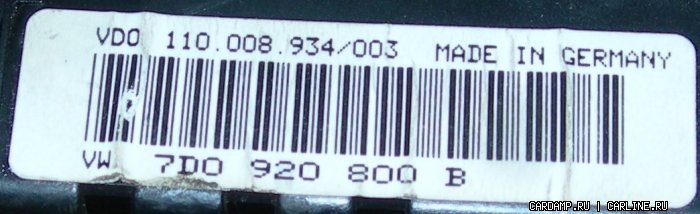 VDO 110.008.934/003 MADE IN GERMANY
VW 7D0 920 800 B
CARDAMP.RU | CARLINE.RU